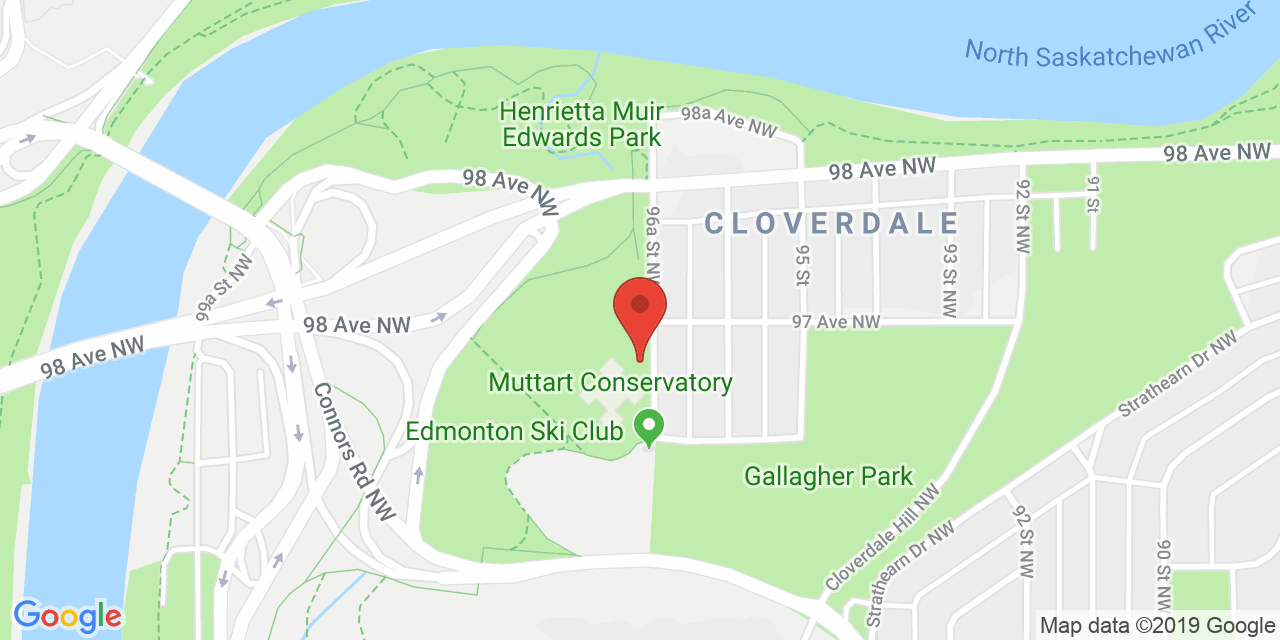 North Saskatchewan River
Henrietta Muir
Edwards Park
98a Ave NW
98 Ave NW
98 Ave NW
98 Ave NW
91 St
92 St NW
CLOVERDALE
96a St NW
95 St
93 St NW
99a St NW
98 Ave NW
97 Ave NW
98 Ave NW
Strathearn Dr NW
Muttart Conservatory
Connors Rd NW
Edmonton Ski Club
Gallagher Park
Cloverdale Hill NW
Strathearn Dr NW
92 St NW
90 St NW
Google
Map data ©2019 Google